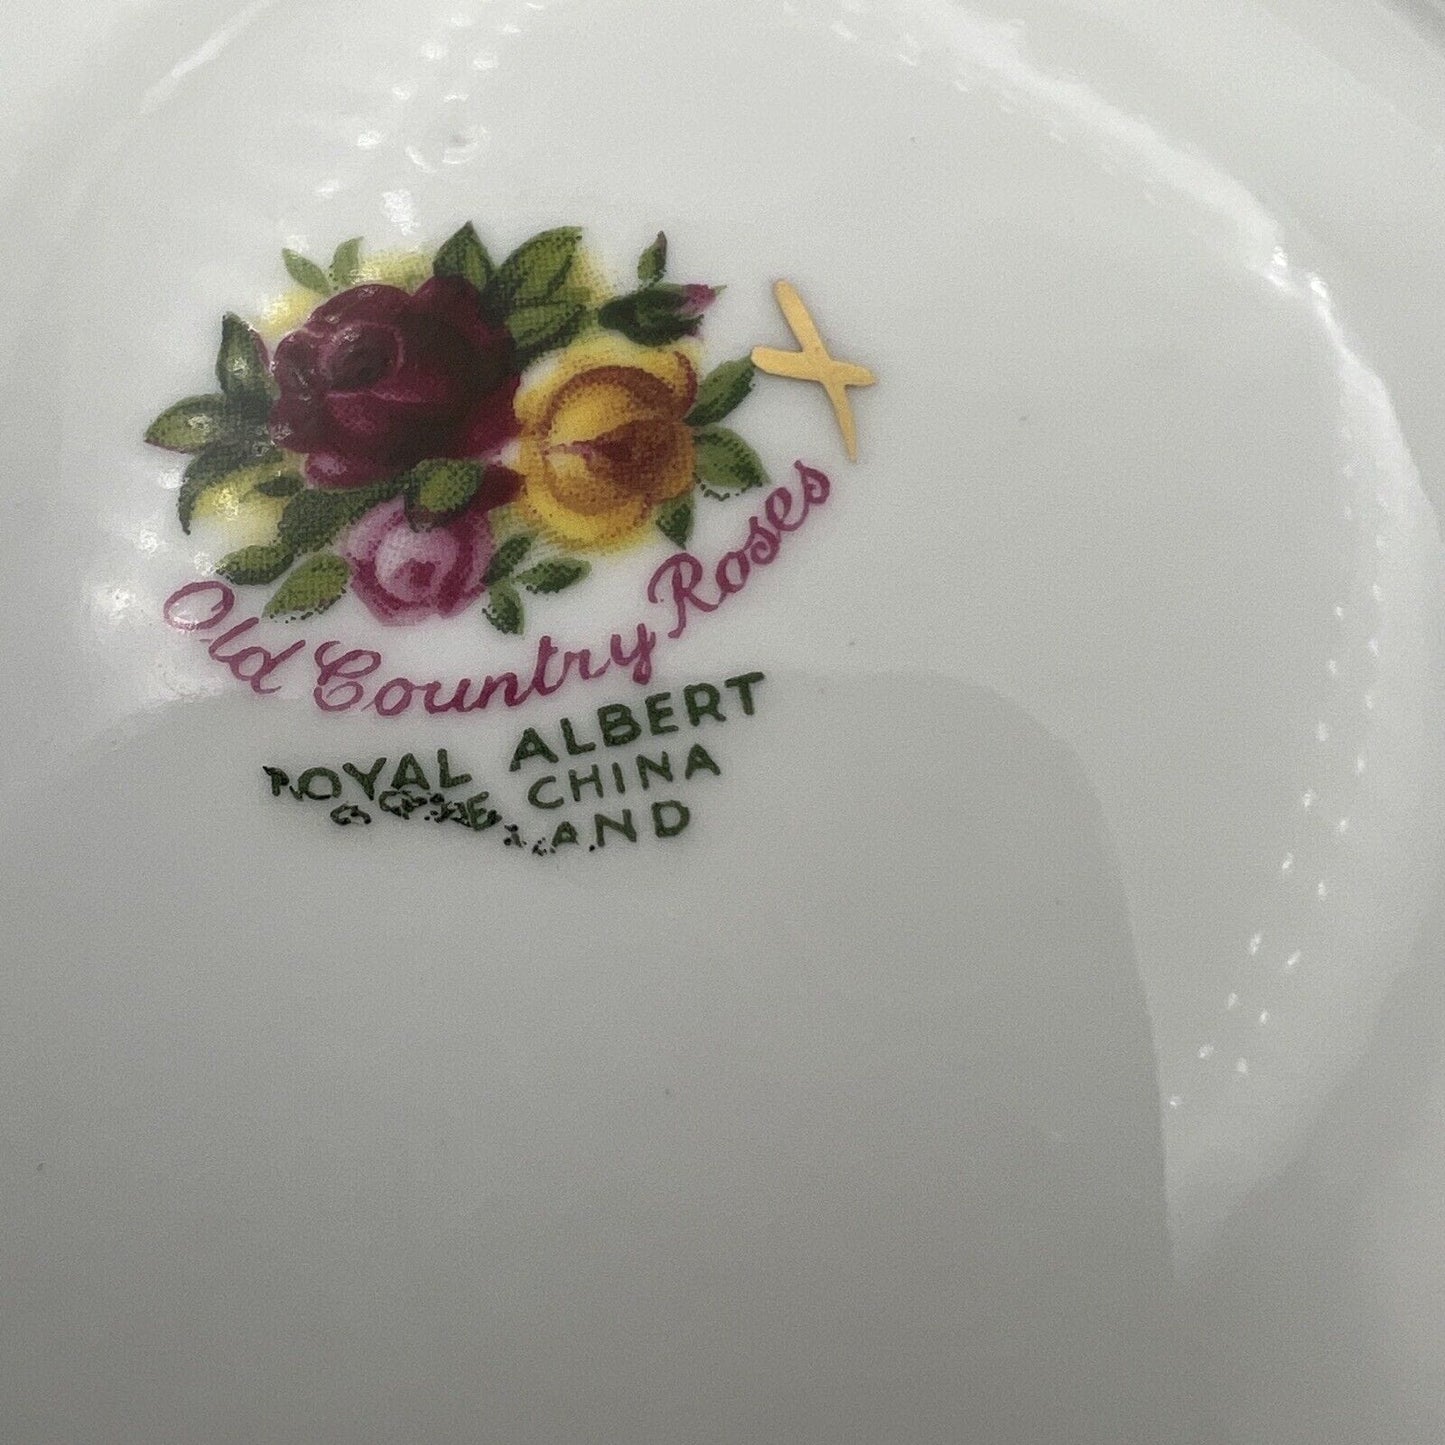 Old Country Roses
ROYAL ALBERT
CHINA